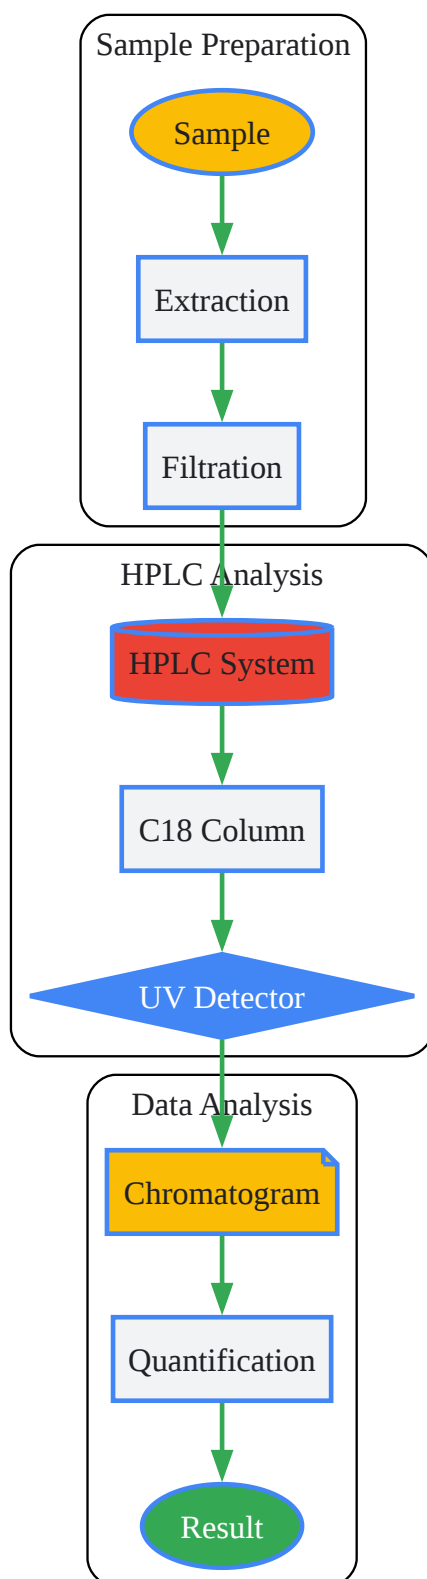 Sample Preparation
Sample
Extraction
Filtration
HPLC Analysis
HPLC System
C18 Column
UV Detector
Data Analysis
Chromatogram
Quantification
Result